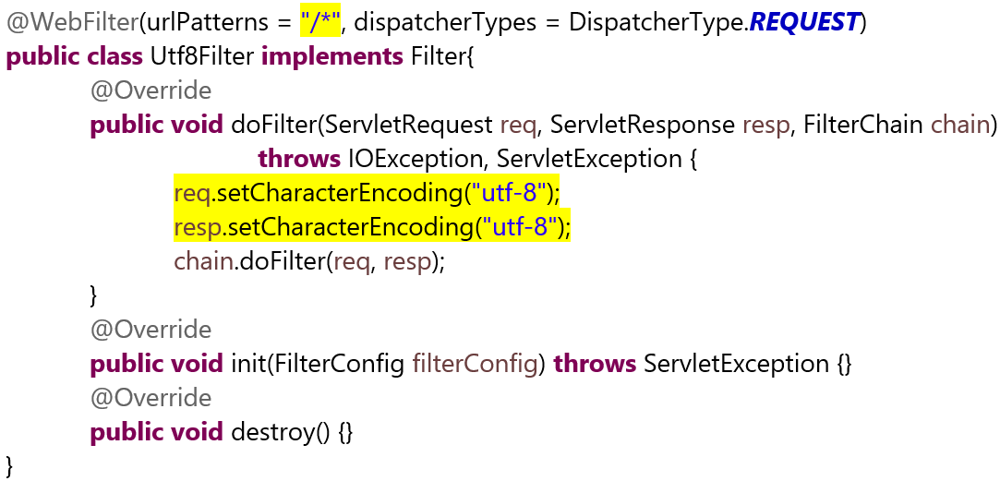 @WebFilter(urlPatterns = "/*", dispatcherTypes = DispatcherType.REQUEST)
public class Utf8Filter implements Filter{
@Override
public void doFilter(ServletRequest req, ServletResponse resp, FilterChain chain)
throws IOException, ServletException {
req.setCharacterEncoding("utf-8");
resp.setCharacterEncoding("utf-8");
chain.doFilter(req, resp);
}
@Override
public void init(FilterConfig filterConfig) throws ServletException {}
@Override
public void destroy() {}
}